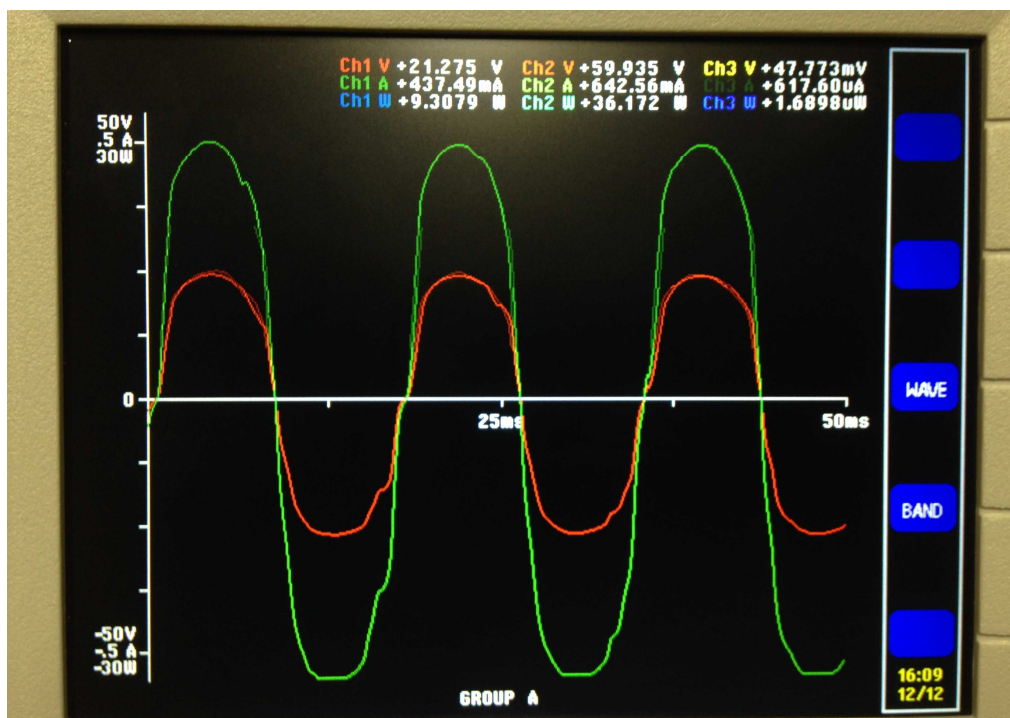 Ch1 V +21.275 V Ch2 V +59.935 V Ch3 V +47.773mV
Ch1 A +437.49mA Ch2 A +642.56mA Ch3 A +617.60uA
Ch1 W +9.3079 W Ch2 W +36.172 W Ch3 W +1.6898uW
50V
.5 A
30W
0
25ms
50ms
WAVE
BAND
-50V
-.5 A
-30W
16:09
12/12
GROUP A